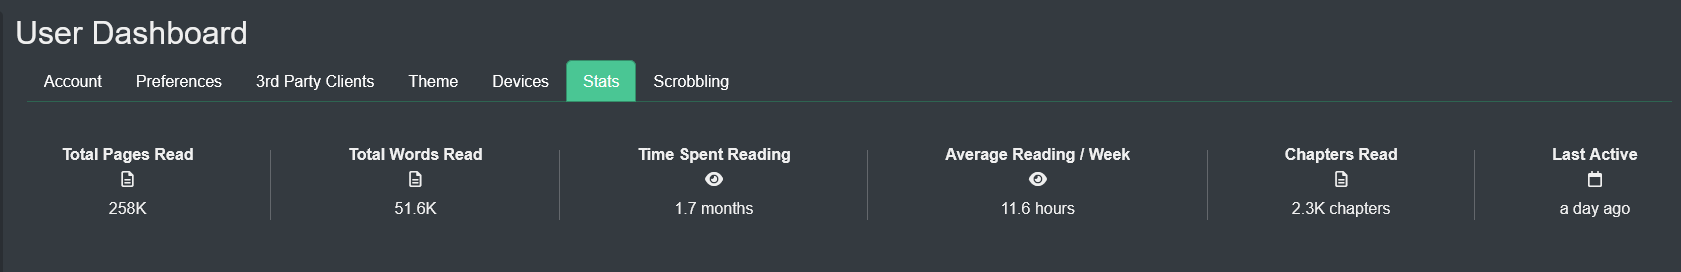 User Dashboard
Account Preferences 3rd Party Clients Theme Devices Stats Scrobbling
Total Pages Read Total Words Read Time Spent Reading Average Reading / Week Chapters Read Last Active
258K 51.6K 1.7 months 11.6 hours 2.3K chapters a day ago